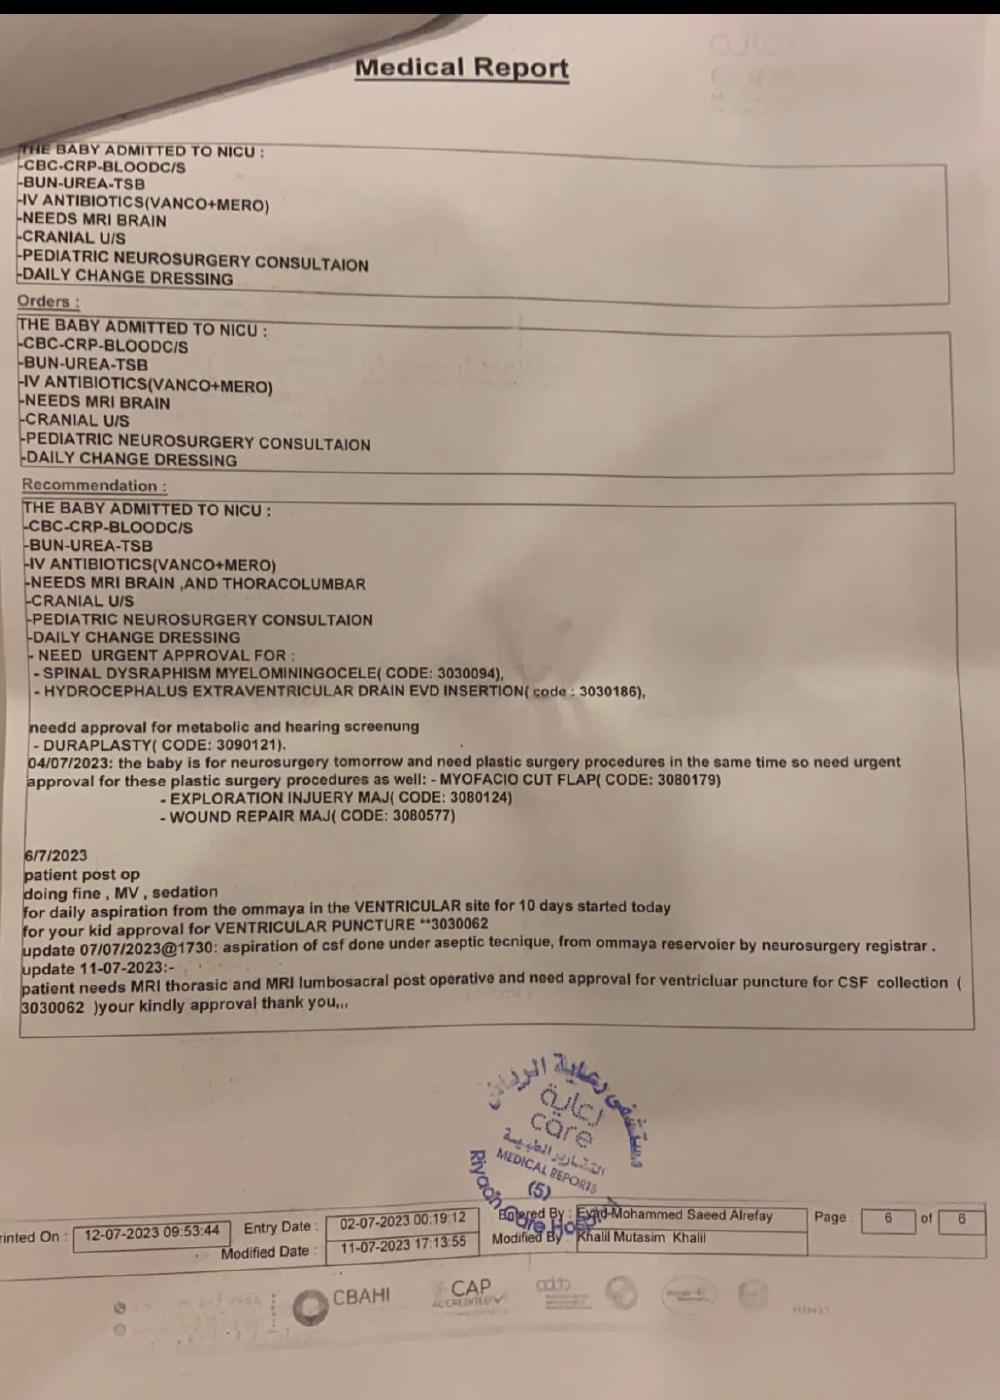 Medical Report
THE BABY ADMITTED TO NICU :
-CBC-CRP-BLOODC/S
-BUN-UREA-TSB
-IV ANTIBIOTICS(VANCO+MERO)
-NEEDS MRI BRAIN
-CRANIAL U/S
-PEDIATRIC NEUROSURGERY CONSULTAION
-DAILY CHANGE DRESSING
Orders :
THE BABY ADMITTED TO NICU :
-CBC-CRP-BLOODC/S
-BUN-UREA-TSB
-IV ANTIBIOTICS(VANCO+MERO)
-NEEDS MRI BRAIN
-CRANIAL U/S
-PEDIATRIC NEUROSURGERY CONSULTAION
-DAILY CHANGE DRESSING
Recommendation :
THE BABY ADMITTED TO NICU :
-CBC-CRP-BLOODC/S
-BUN-UREA-TSB
-IV ANTIBIOTICS(VANCO+MERO)
-NEEDS MRI BRAIN ,AND THORACOLUMBAR
-CRANIAL U/S
-PEDIATRIC NEUROSURGERY CONSULTAION
-DAILY CHANGE DRESSING
- NEED URGENT APPROVAL FOR :
- SPINAL DYSRAPHISM MYELOMININGOCELE( CODE: 3030094),
- HYDROCEPHALUS EXTRAVENTRICULAR DRAIN EVD INSERTION( code : 3030186),
needd approval for metabolic and hearing screenung
- DURAPLASTY( CODE: 3090121).
04/07/2023: the baby is for neurosurgery tomorrow and need plastic surgery procedures in the same time so need urgent
approval for these plastic surgery procedures as well: - MYOFACIO CUT FLAP( CODE: 3080179)
- EXPLORATION INJUERY MAJ( CODE: 3080124)
- WOUND REPAIR MAJ( CODE: 3080577)
6/7/2023
patient post op
doing fine , MV , sedation
for daily aspiration from the ommaya in the VENTRICULAR site for 10 days started today
for your kid approval for VENTRICULAR PUNCTURE **3030062
update 07/07/2023@1730: aspiration of csf done under aseptic tecnique, from ommaya reservoier by neurosurgery registrar .
update 11-07-2023:-
patient needs MRI thorasic and MRI lumbosacral post operative and need approval for ventricluar puncture for CSF collection (
3030062 )your kindly approval thank you,,,
مستشفى رعاية الرياض
رعاية
care
التقارير الطبية
MEDICAL REPORTS
(5)
Riyadh Care Hospital
rinted On : 12-07-2023 09:53:44 Entry Date : 02-07-2023 00:19:12 Entered By : Eyad Mohammed Saeed Alrefay Page 6 of 6
Modified Date : 11-07-2023 17:13:55 Modified By : Khalil Mutasim Khalil
CBAHI CAP
ACCREDITED